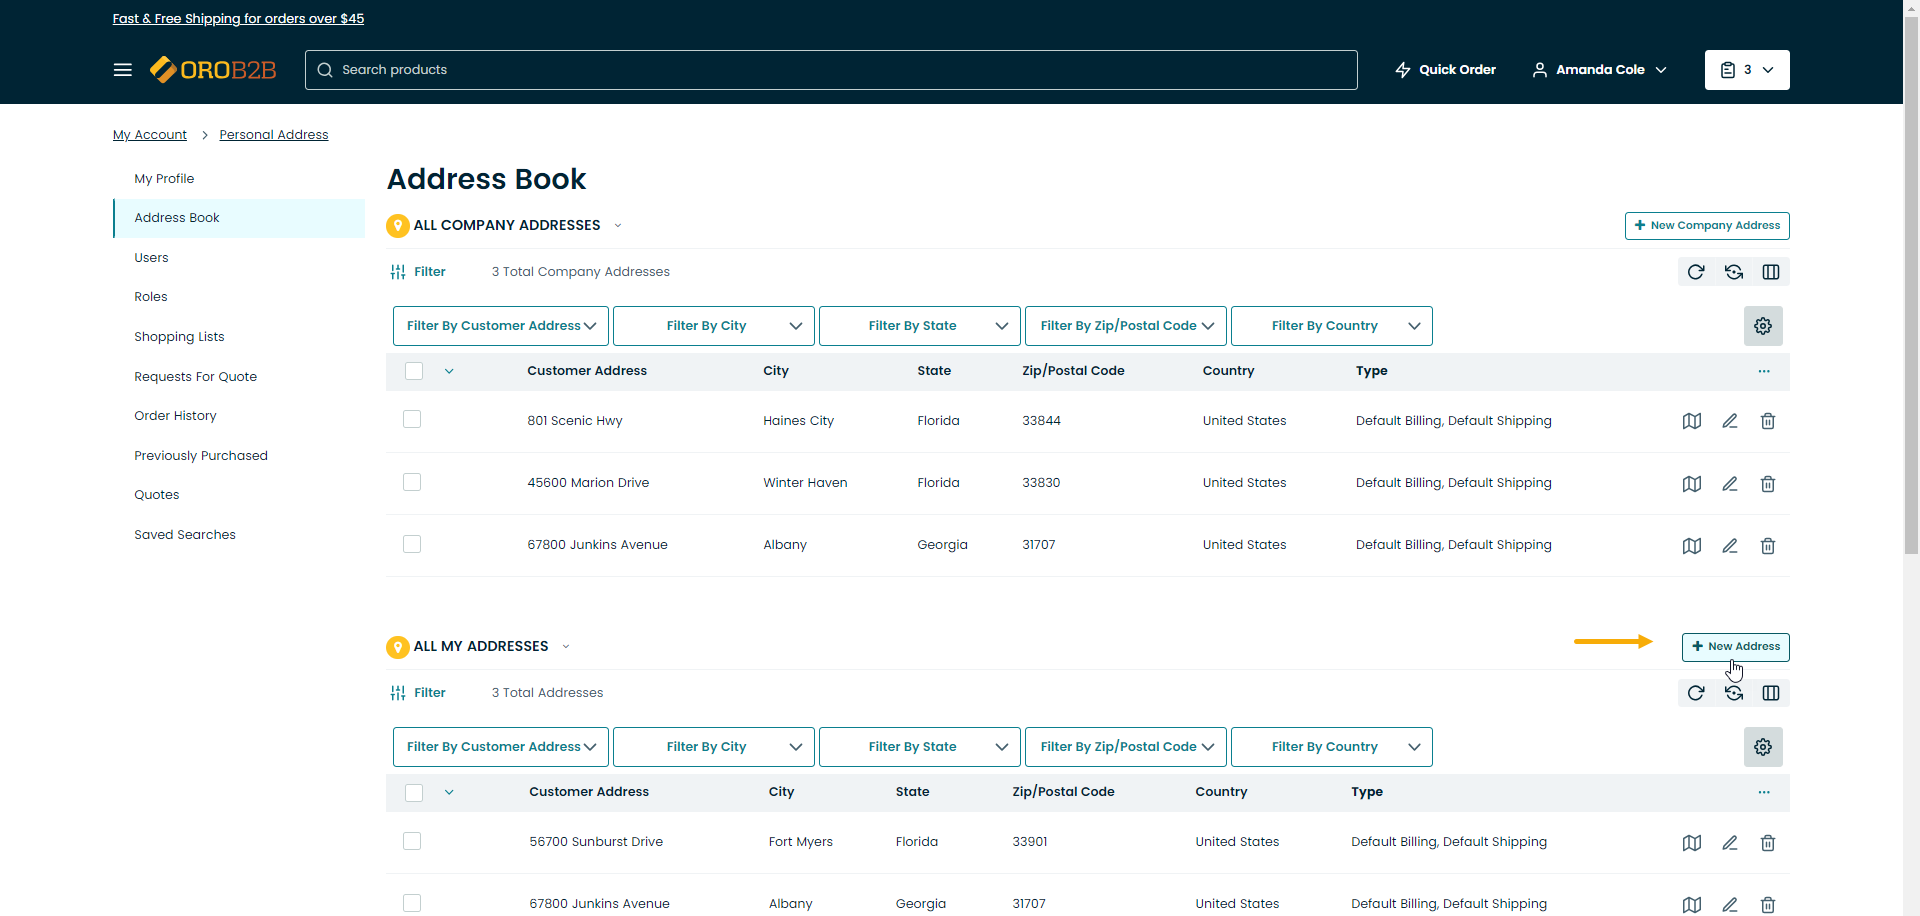 Fast & Free Shipping for orders over $45
OROB2B
Search products
Quick Order
Amanda Cole
3
My Account > Personal Address
My Profile
Address Book
Users
Roles
Shopping Lists
Requests For Quote
Order History
Previously Purchased
Quotes
Saved Searches
Address Book
ALL COMPANY ADDRESSES
+ New Company Address
Filter
3 Total Company Addresses
Filter By Customer Address
Filter By City
Filter By State
Filter By Zip/Postal Code
Filter By Country
Customer Address City State Zip/Postal Code Country Type ...
801 Scenic Hwy Haines City Florida 33844 United States Default Billing, Default Shipping
45600 Marion Drive Winter Haven Florida 33830 United States Default Billing, Default Shipping
67800 Junkins Avenue Albany Georgia 31707 United States Default Billing, Default Shipping
ALL MY ADDRESSES
+ New Address
Filter
3 Total Addresses
Filter By Customer Address
Filter By City
Filter By State
Filter By Zip/Postal Code
Filter By Country
Customer Address City State Zip/Postal Code Country Type ...
56700 Sunburst Drive Fort Myers Florida 33901 United States Default Billing, Default Shipping
67800 Junkins Avenue Albany Georgia 31707 United States Default Billing, Default Shipping